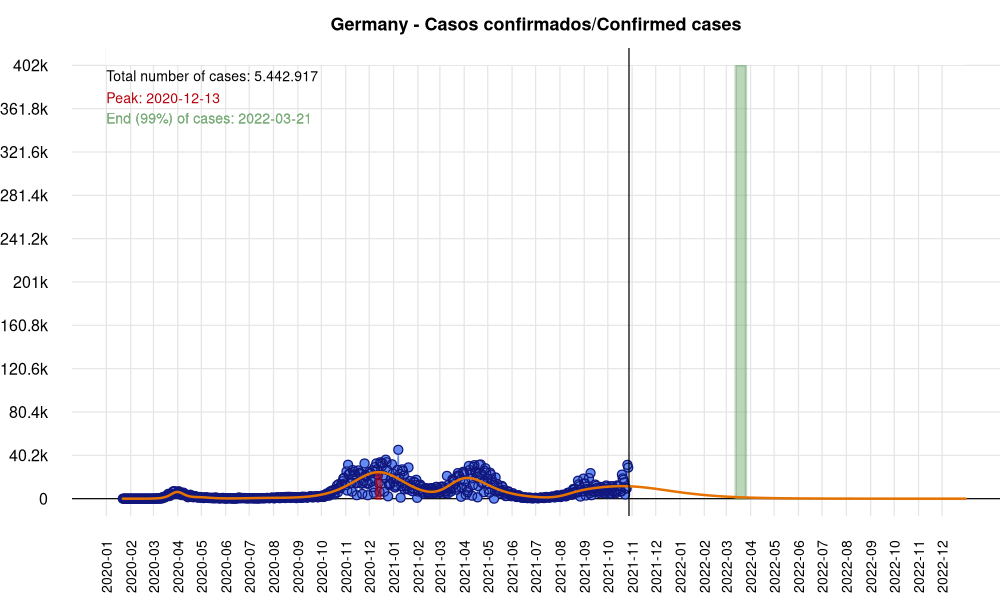 Germany - Casos confirmados/Confirmed cases
402k
361.8k
321.6k
281.4k
241.2k
201k
160.8k
120.6k
80.4k
40.2k
0
Total number of cases: 5.442.917
Peak: 2020-12-13
End (99%) of cases: 2022-03-21
2020-01
2020-02
2020-03
2020-04
2020-05
2020-06
2020-07
2020-08
2020-09
2020-10
2020-11
2020-12
2021-01
2021-02
2021-03
2021-04
2021-05
2021-06
2021-07
2021-08
2021-09
2021-10
2021-11
2021-12
2022-01
2022-02
2022-03
2022-04
2022-05
2022-06
2022-07
2022-08
2022-09
2022-10
2022-11
2022-12